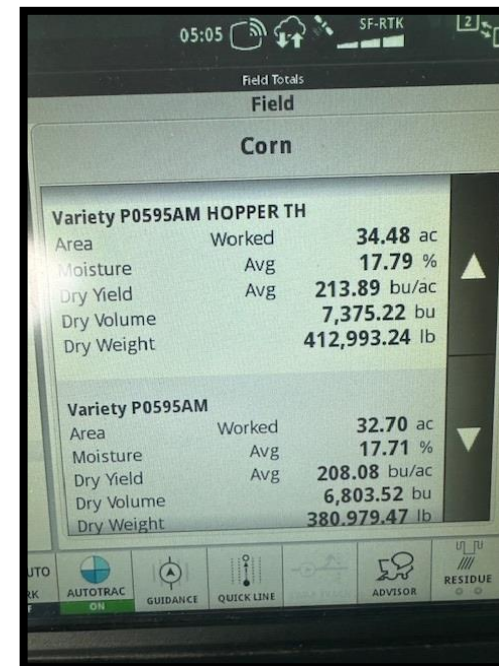 05:05 SF-RTK 2
Field Totals
Field
Corn
Variety P0595AM HOPPER TH
Area Worked 34.48 ac
Moisture Avg 17.79 %
Dry Yield Avg 213.89 bu/ac
Dry Volume 7,375.22 bu
Dry Weight 412,993.24 lb
Variety P0595AM
Area Worked 32.70 ac
Moisture Avg 17.71 %
Dry Yield Avg 208.08 bu/ac
Dry Volume 6,803.52 bu
Dry Weight 380,979.47 lb
AUTOTRAC
ON
GUIDANCE
QUICK LINE
ADVISOR
RESIDUE